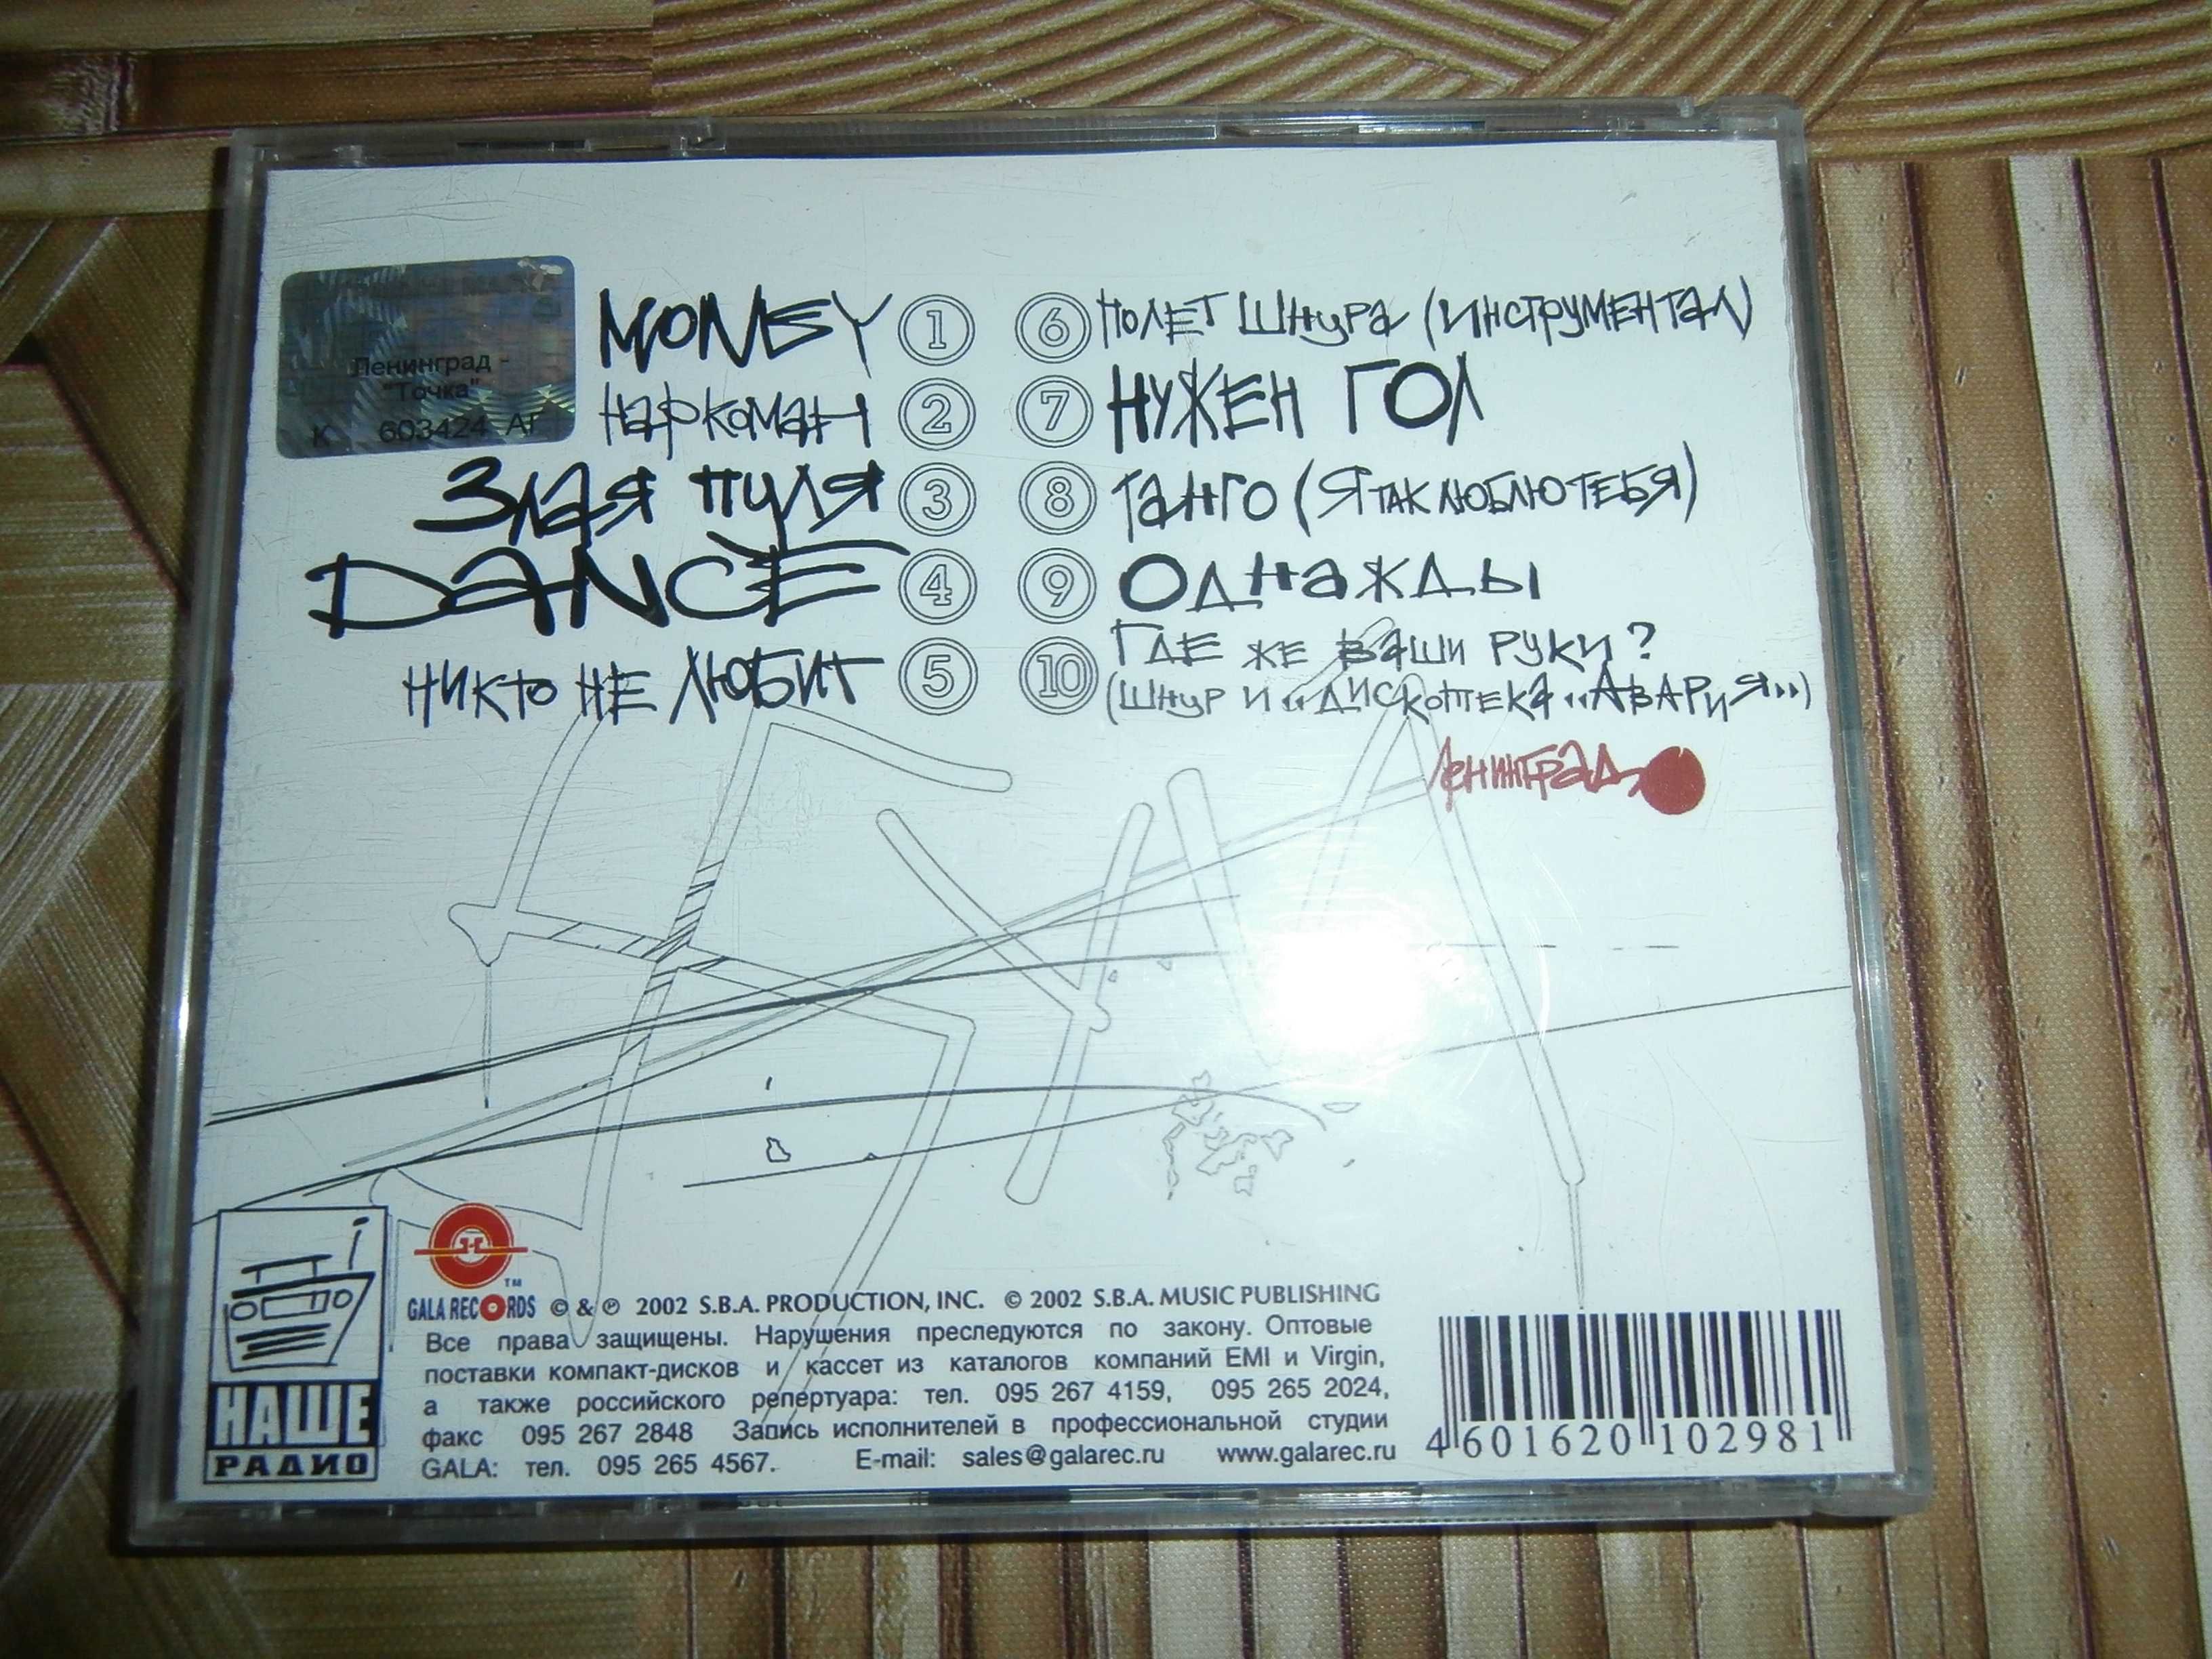 Ленинград -
"Точка"
К 603424 АГ
MONEY 1
Наркоман 2
Злая пуля 3
DANCE 4
Никто не любит 5
6 Полет Шнура (инструментал)
7 Нужен гол
8 Танго (Я так люблю тебя)
9 Однажды
10 Где же ваши руки?
(Шнур и «Дискотека «Авария»»)
Ленинград
НАШЕ
РАДИО
GALA RECORDS
TM
© & ℗ 2002 S.B.A. PRODUCTION, INC. © 2002 S.B.A. MUSIC PUBLISHING
Все права защищены. Нарушения преследуются по закону. Оптовые
поставки компакт-дисков и кассет из каталогов компаний EMI и Virgin,
а также российского репертуара: тел. 095 267 4159, 095 265 2024,
факс 095 267 2848 Запись исполнителей в профессиональной студии
GALA: тел. 095 265 4567. E-mail: sales@galarec.ru www.galarec.ru
4 601620 102981